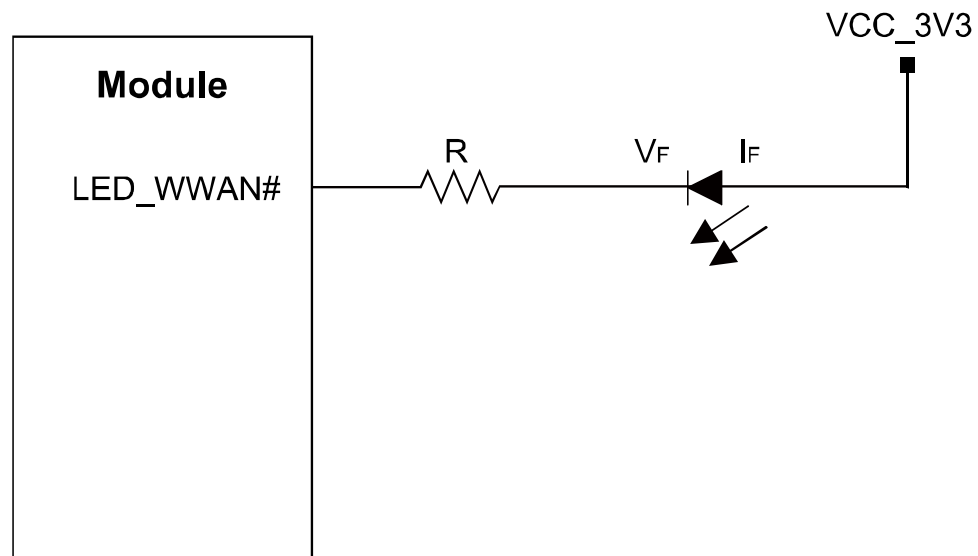 VCC_3V3
Module
R
VF
IF
LED_WWAN#